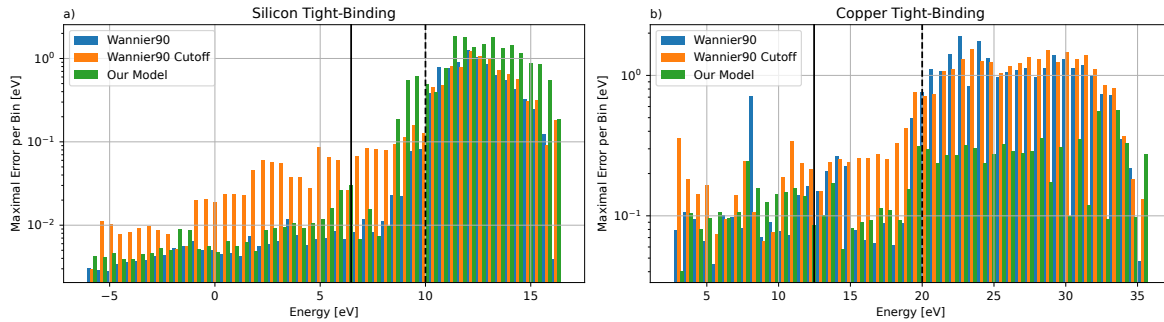 a)
Silicon Tight-Binding
Maximal Error per Bin [eV]
10⁰
10⁻¹
10⁻²
Wannier90
Wannier90 Cutoff
Our Model
−5
0
5
10
15
Energy [eV]
b)
Copper Tight-Binding
Maximal Error per Bin [eV]
10⁰
10⁻¹
Wannier90
Wannier90 Cutoff
Our Model
5
10
15
20
25
30
35
Energy [eV]